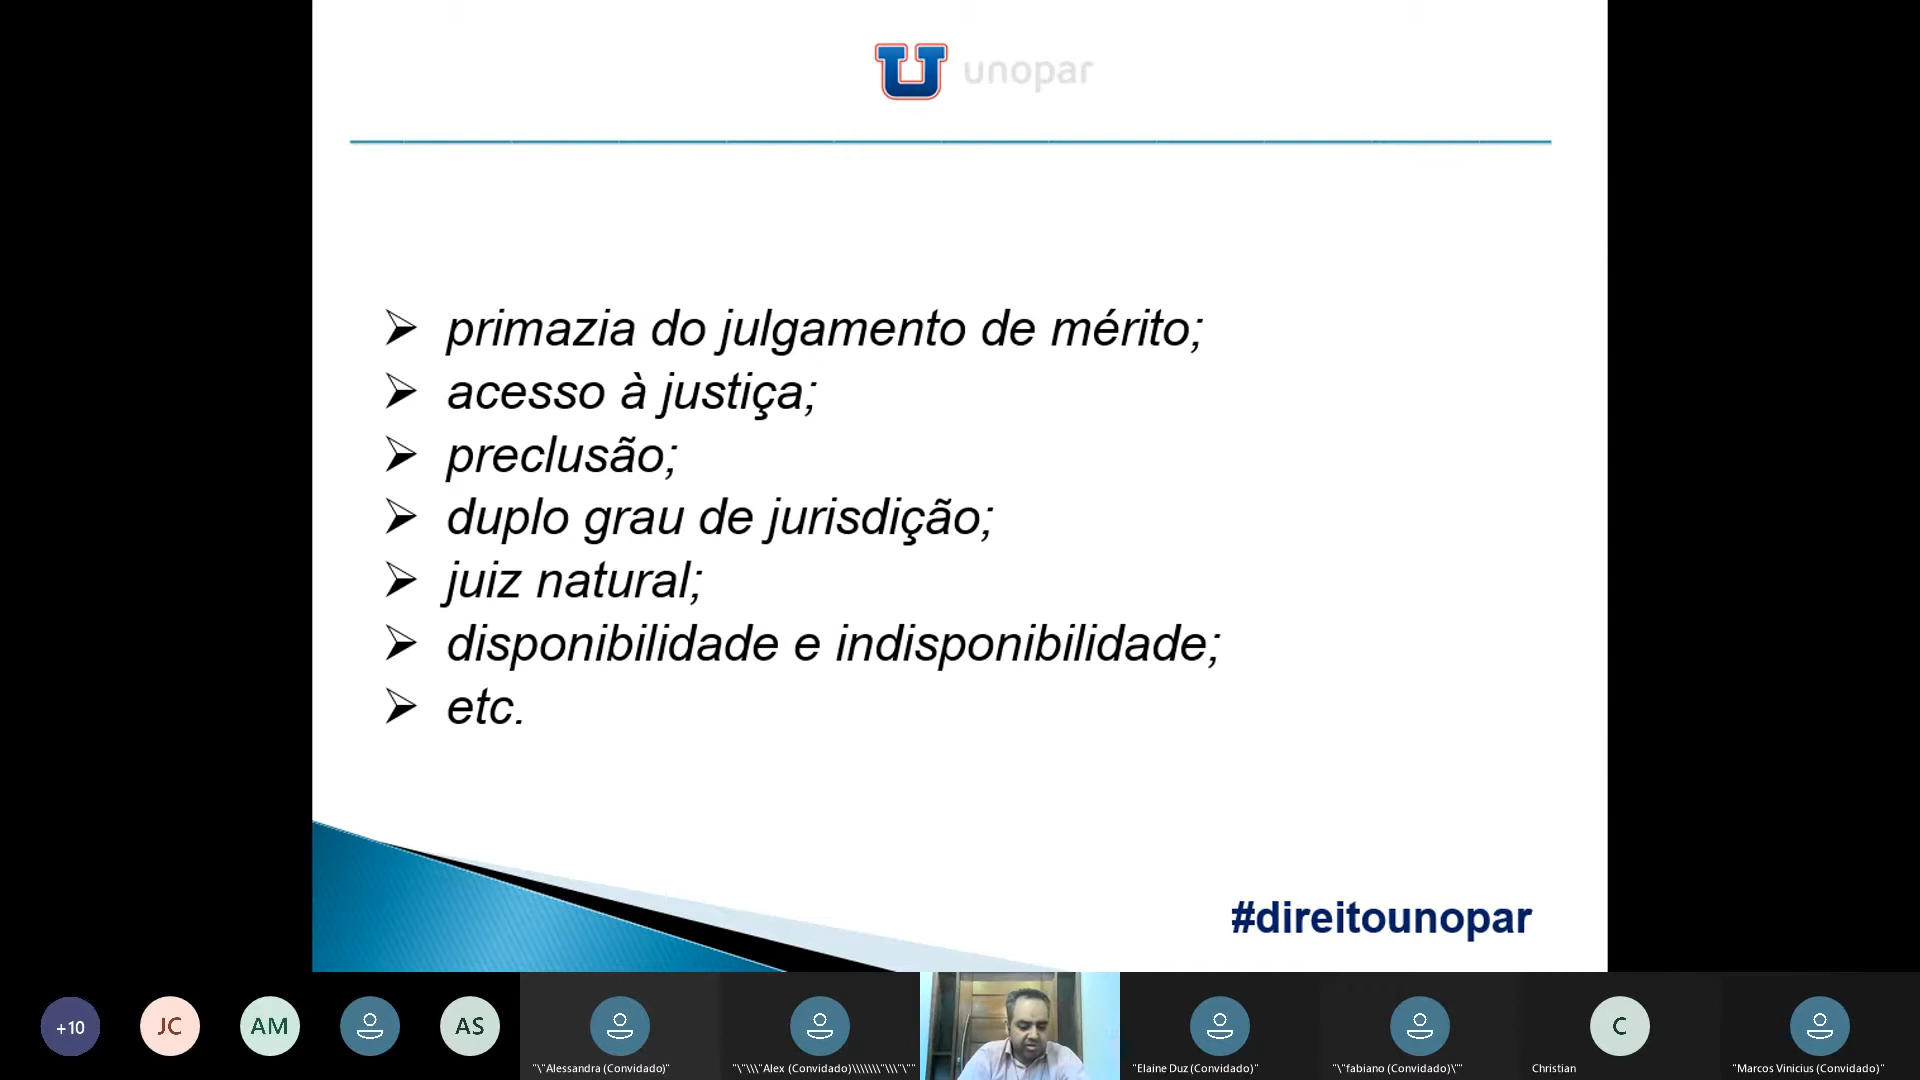 unopar
primazia do julgamento de mérito;
acesso à justiça;
preclusão;
duplo grau de jurisdição;
juiz natural;
disponibilidade e indisponibilidade;
etc.
#direitounopar
+10
JC
AM
AS
C
"\"Alessandra (Convidado)"
"\"\\\"Alex (Convidado)\\\\\\\"\\\"\""
"Elaine Duz (Convidado)"
"\"fabiano (Convidado)\""
Christian
"Marcos Vinicius (Convidado)"